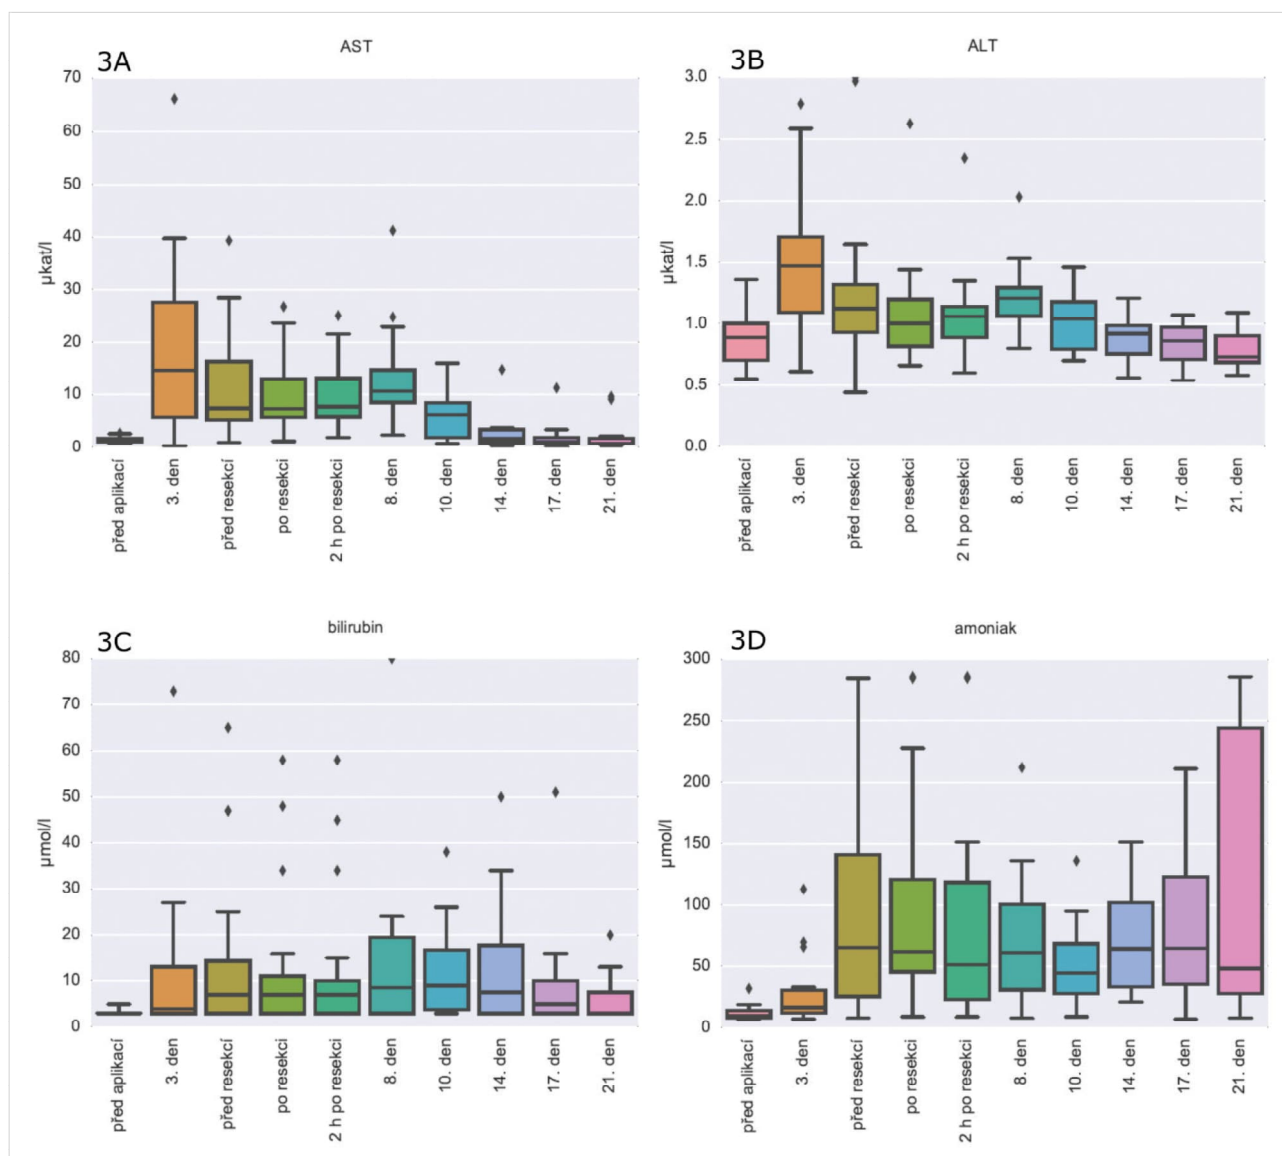 3A
AST
70
60
50
40
30
20
10
0
µkat/l
před aplikací
3. den
před resekcí
po resekci
2 h po resekci
8. den
10. den
14. den
17. den
21. den
3B
ALT
3.0
2.5
2.0
1.5
1.0
0.5
0.0
µkat/l
před aplikací
3. den
před resekcí
po resekci
2 h po resekci
8. den
10. den
14. den
17. den
21. den
3C
bilirubin
80
70
60
50
40
30
20
10
0
µmol/l
před aplikací
3. den
před resekcí
po resekci
2 h po resekci
8. den
10. den
14. den
17. den
21. den
3D
amoniak
300
250
200
150
100
50
0
µmol/l
před aplikací
3. den
před resekcí
po resekci
2 h po resekci
8. den
10. den
14. den
17. den
21. den